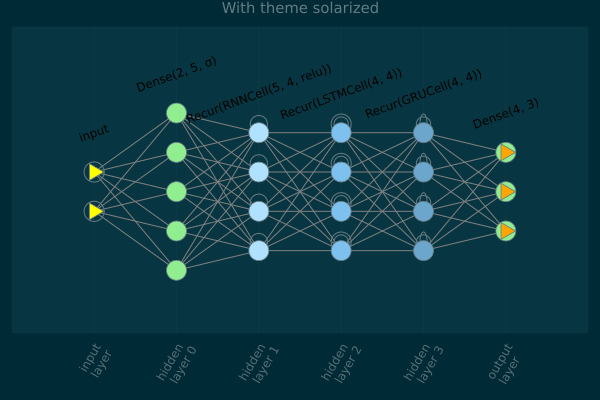 With theme solarized
input
Dense(2, 5, σ)
Recur(RNNCell(5, 4, relu))
Recur(LSTMCell(4, 4))
Recur(GRUCell(4, 4))
Dense(4, 3)
input
layer
hidden
layer 0
hidden
layer 1
hidden
layer 2
hidden
layer 3
output
layer